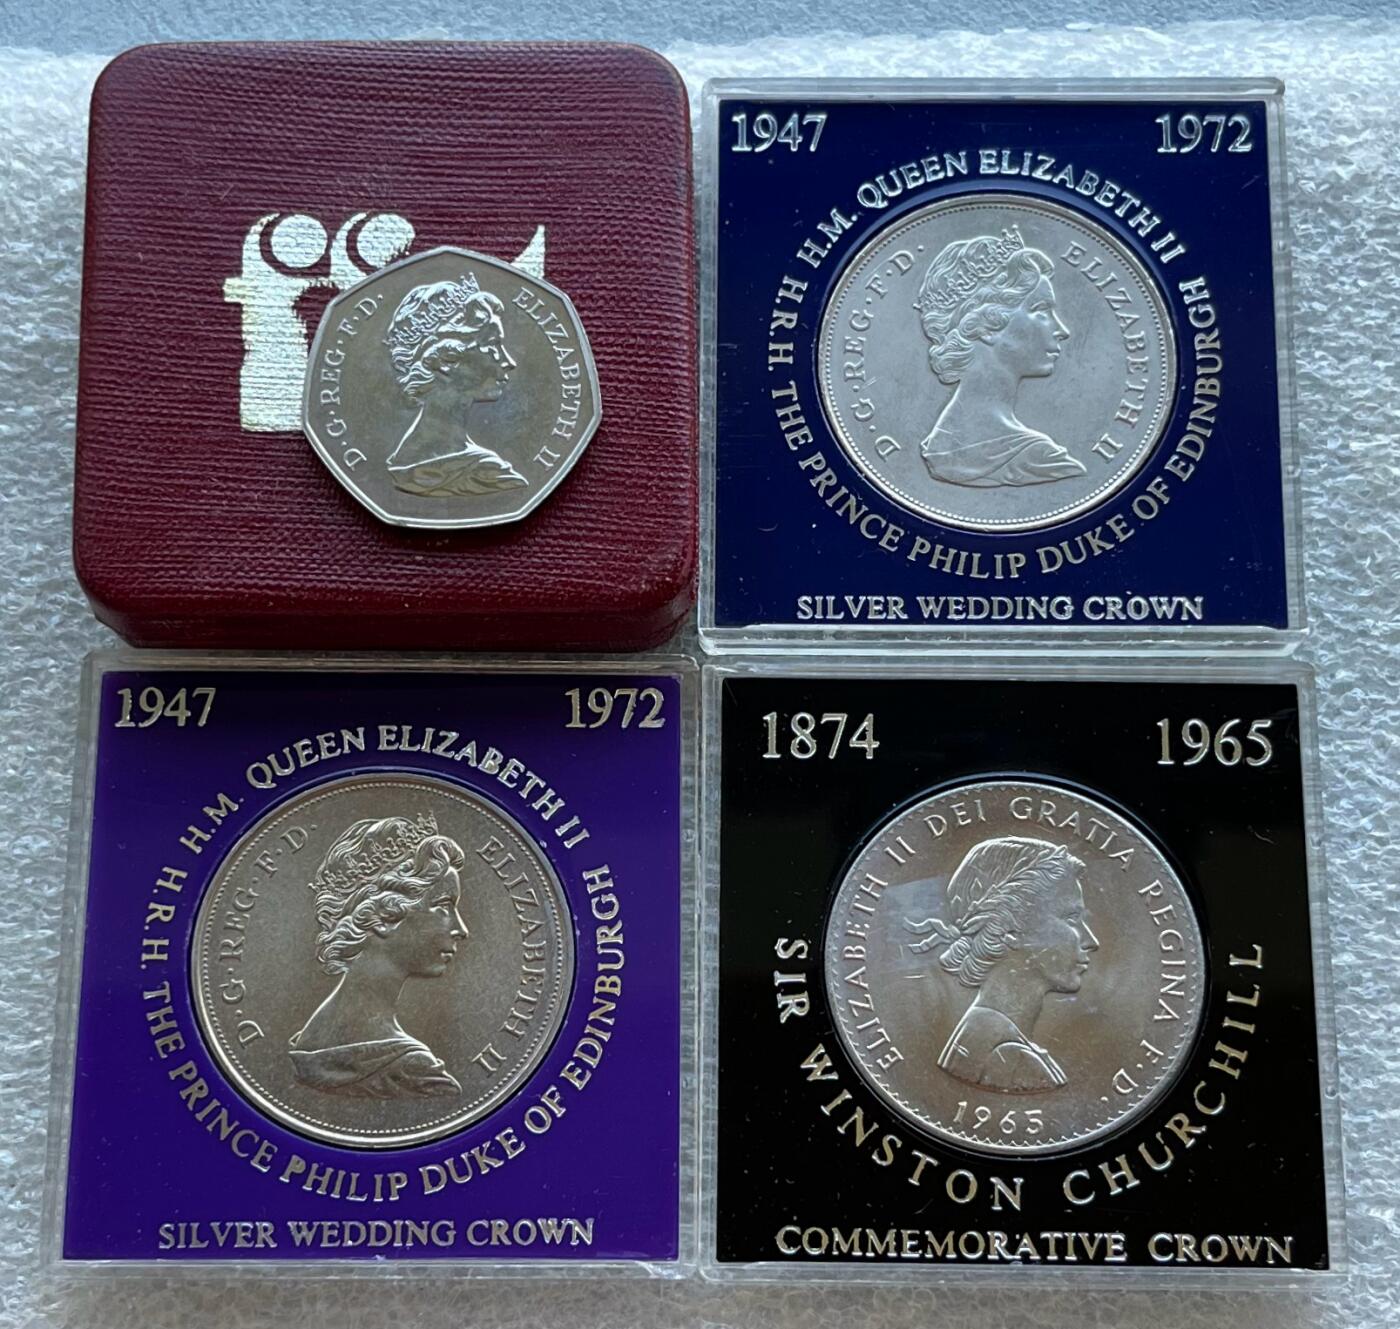 D·G·REG·F·D· ELIZABETH II
1947 1972
H.M. QUEEN ELIZABETH II
H.R.H. THE PRINCE PHILIP DUKE OF EDINBURGH
D·G·REG·F·D· ELIZABETH II
SILVER WEDDING CROWN
1947 1972
H.M. QUEEN ELIZABETH II
H.R.H. THE PRINCE PHILIP DUKE OF EDINBURGH
D·G·REG·F·D· ELIZABETH II
SILVER WEDDING CROWN
1874 1965
ELIZABETH II DEI GRATIA REGINA F·D·
1965
SIR WINSTON CHURCHILL
COMMEMORATIVE CROWN